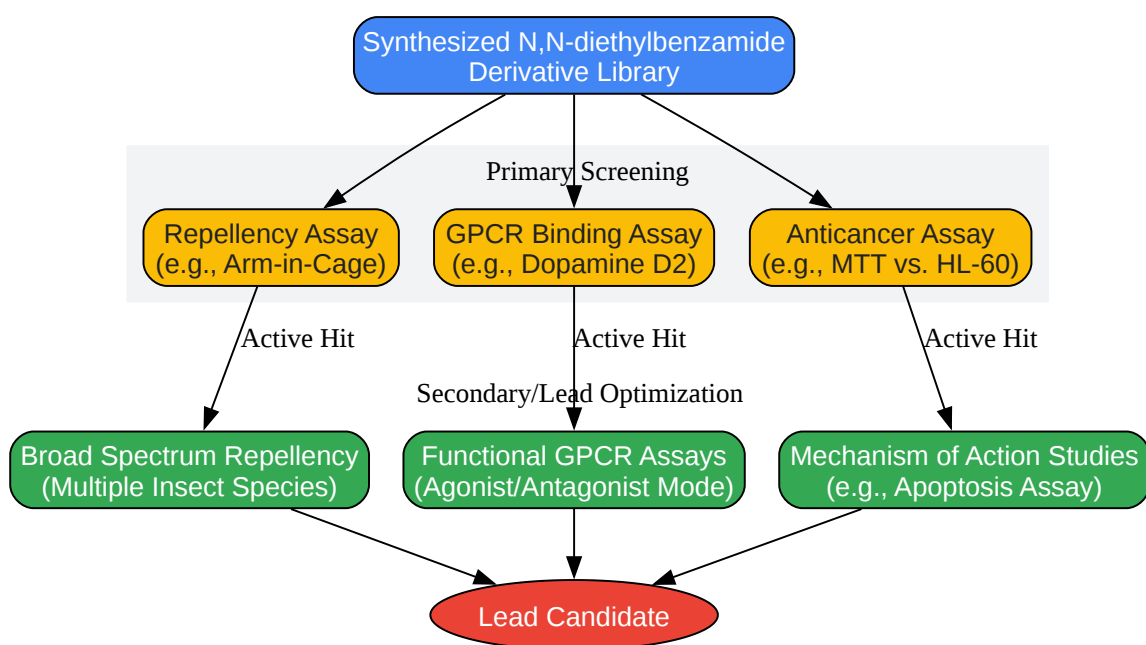 Synthesized N,N-diethylbenzamide
Derivative Library
Primary Screening
Repellency Assay
(e.g., Arm-in-Cage)
GPCR Binding Assay
(e.g., Dopamine D2)
Anticancer Assay
(e.g., MTT vs. HL-60)
Active Hit
Active Hit
Active Hit
Secondary/Lead Optimization
Broad Spectrum Repellency
(Multiple Insect Species)
Functional GPCR Assays
(Agonist/Antagonist Mode)
Mechanism of Action Studies
(e.g., Apoptosis Assay)
Lead Candidate